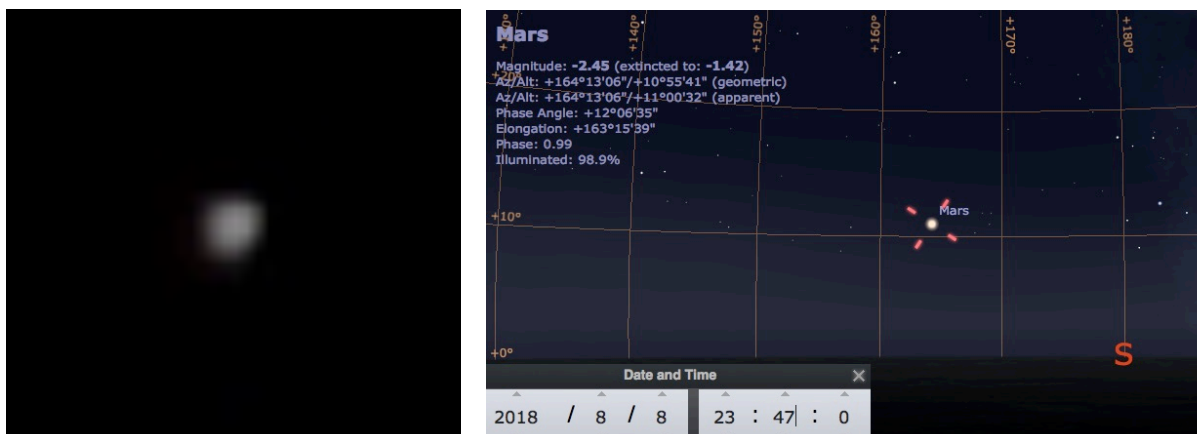 Mars
Magnitude: -2.45 (extincted to: -1.42)
Az/Alt: +164°13'06"/+10°55'41" (geometric)
Az/Alt: +164°13'06"/+11°00'32" (apparent)
Phase Angle: +12°06'35"
Elongation: +163°15'39"
Phase: 0.99
Illuminated: 98.9%
+140°
+150°
+160°
+170°
+180°
+20°
Mars
+10°
+0°
S
Date and Time
2018 / 8 / 8 23 : 47 : 0